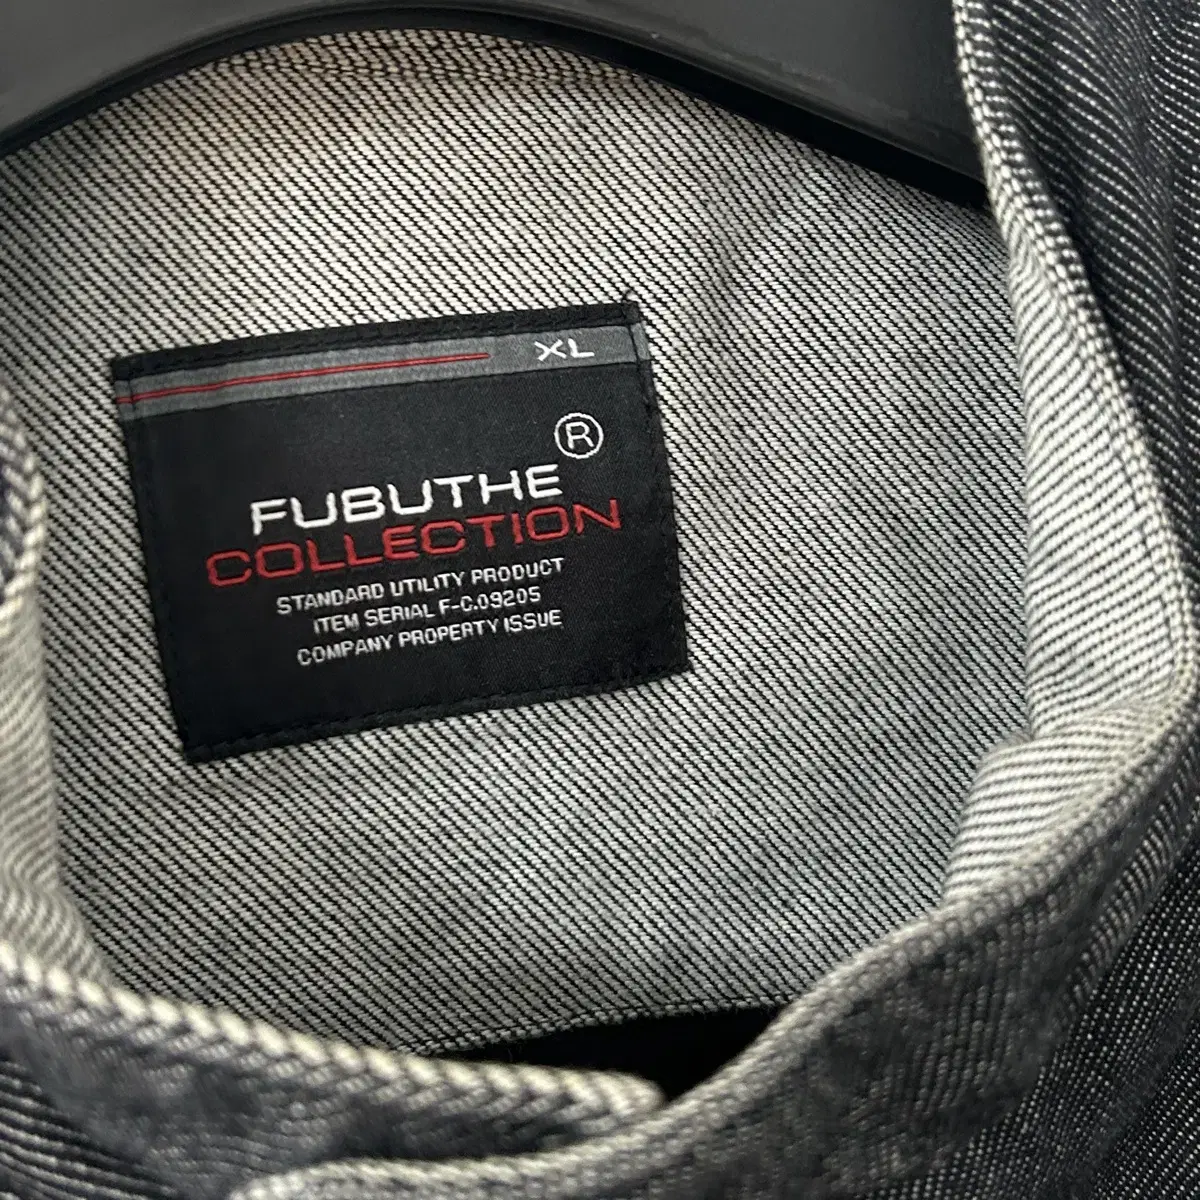 XL
®
FUBUTHE
COLLECTION
STANDARD UTILITY PRODUCT
ITEM SERIAL F-C.09205
COMPANY PROPERTY ISSUE